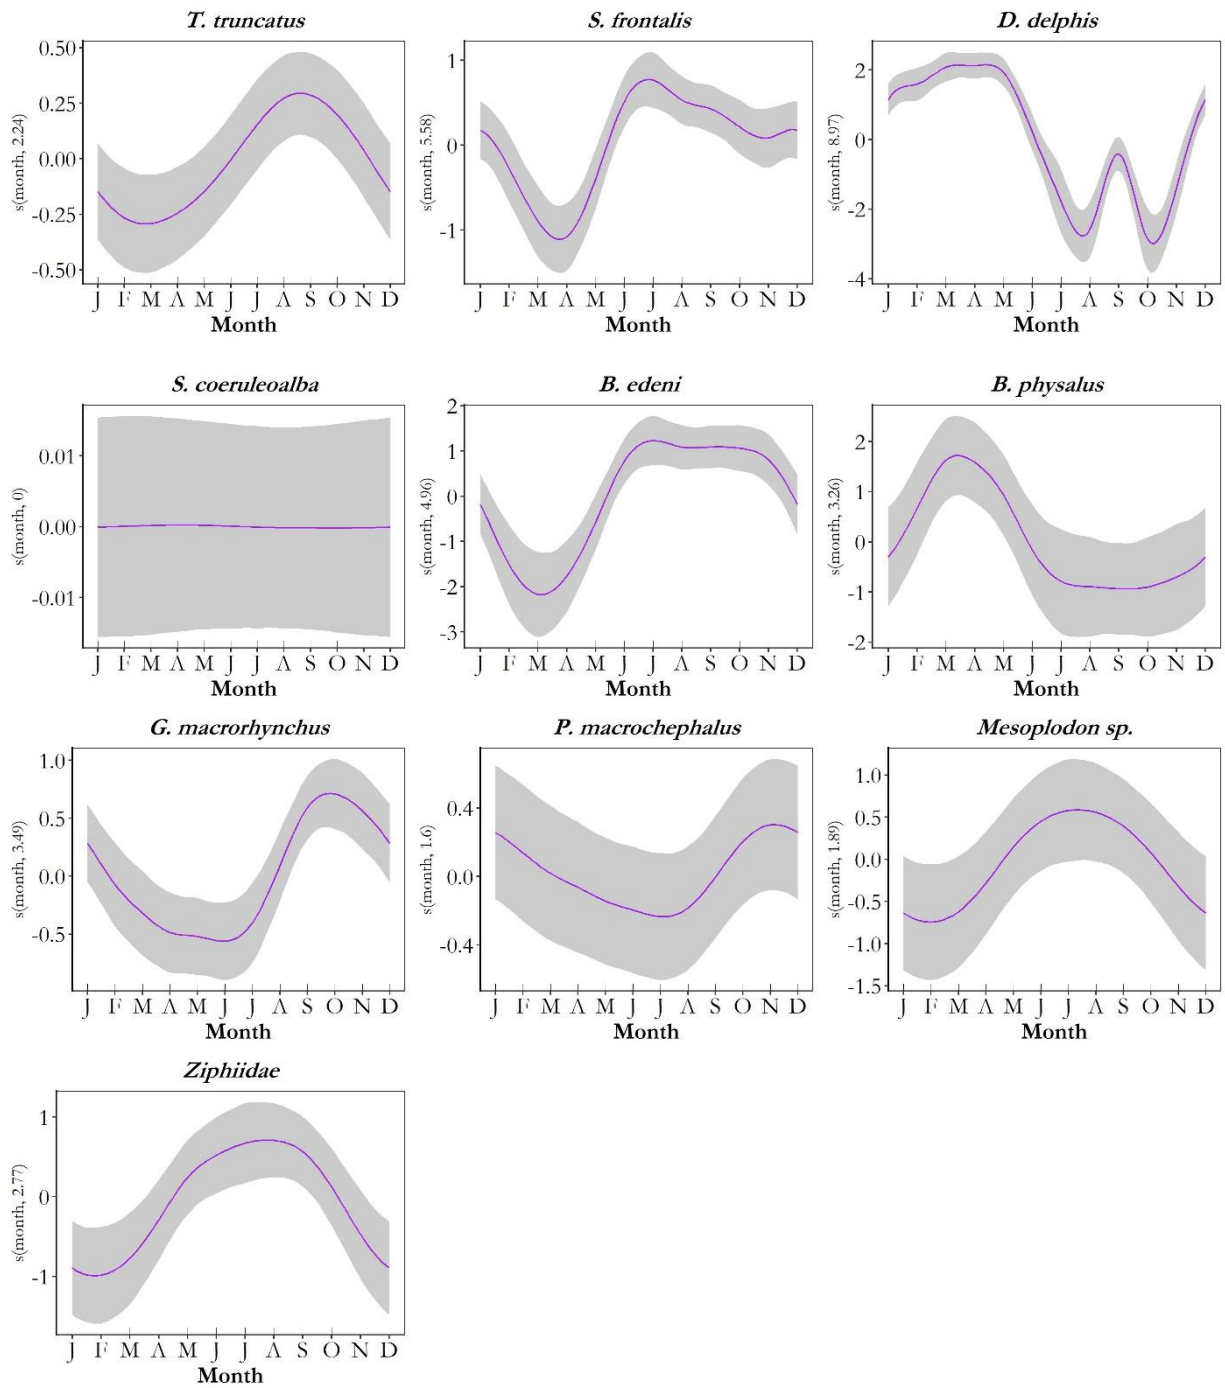 T. truncatus
0.50
0.25
0.00
-0.25
-0.50
s(month, 2.24)
J F M A M J J A S O N D
Month
S. frontalis
1
0
-1
s(month, 5.58)
J F M A M J J A S O N D
Month
D. delphis
2
0
-2
-4
s(month, 8.97)
J F M A M J J A S O N D
Month
S. coeruleoalba
0.01
0.00
-0.01
s(month, 0)
J F M A M J J A S O N D
Month
B. edeni
2
1
0
-1
-2
-3
s(month, 4.96)
J F M A M J J A S O N D
Month
B. physalus
2
1
0
-1
-2
s(month, 3.26)
J F M A M J J A S O N D
Month
G. macrorhynchus
1.0
0.5
0.0
-0.5
s(month, 3.49)
J F M A M J J A S O N D
Month
P. macrochephalus
0.4
0.0
-0.4
s(month, 1.6)
J F M A M J J A S O N D
Month
Mesoplodon sp.
1.0
0.5
0.0
-0.5
-1.0
-1.5
s(month, 1.89)
J F M A M J J A S O N D
Month
Ziphiidae
1
0
-1
s(month, 2.77)
J F M A M J J A S O N D
Month